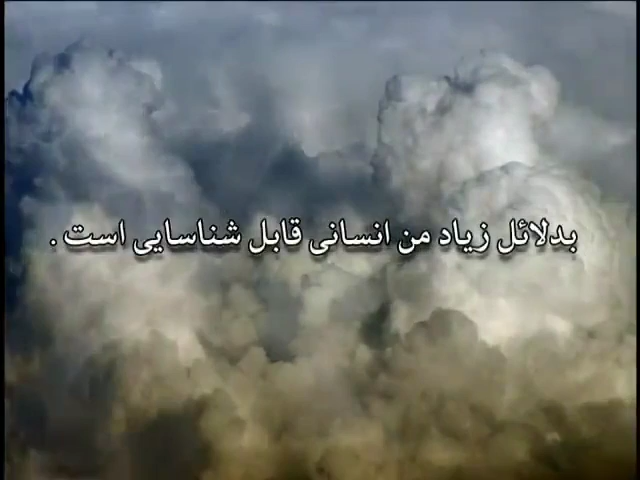 بدلائل زیاد من انسانی قابل شناسایی است .